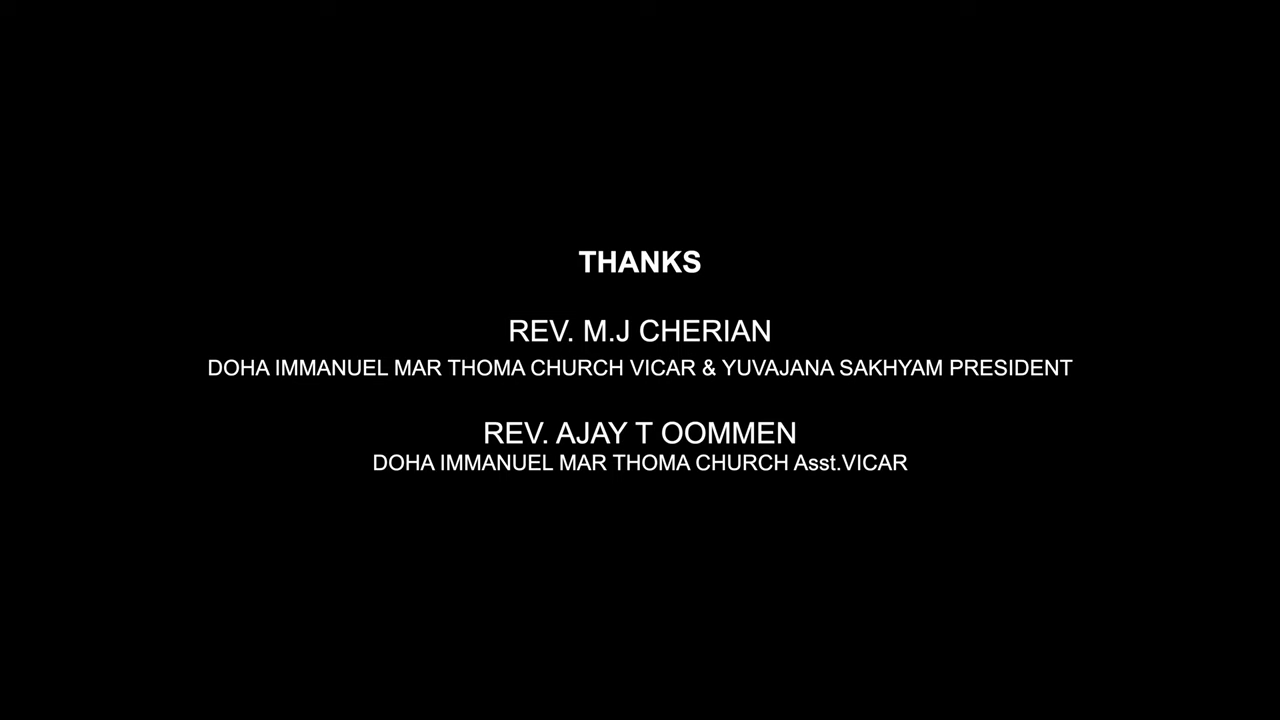 THANKS
REV. M.J CHERIAN
DOHA IMMANUEL MAR THOMA CHURCH VICAR & YUVAJANA SAKHYAM PRESIDENT
REV. AJAY T OOMMEN
DOHA IMMANUEL MAR THOMA CHURCH Asst.VICAR